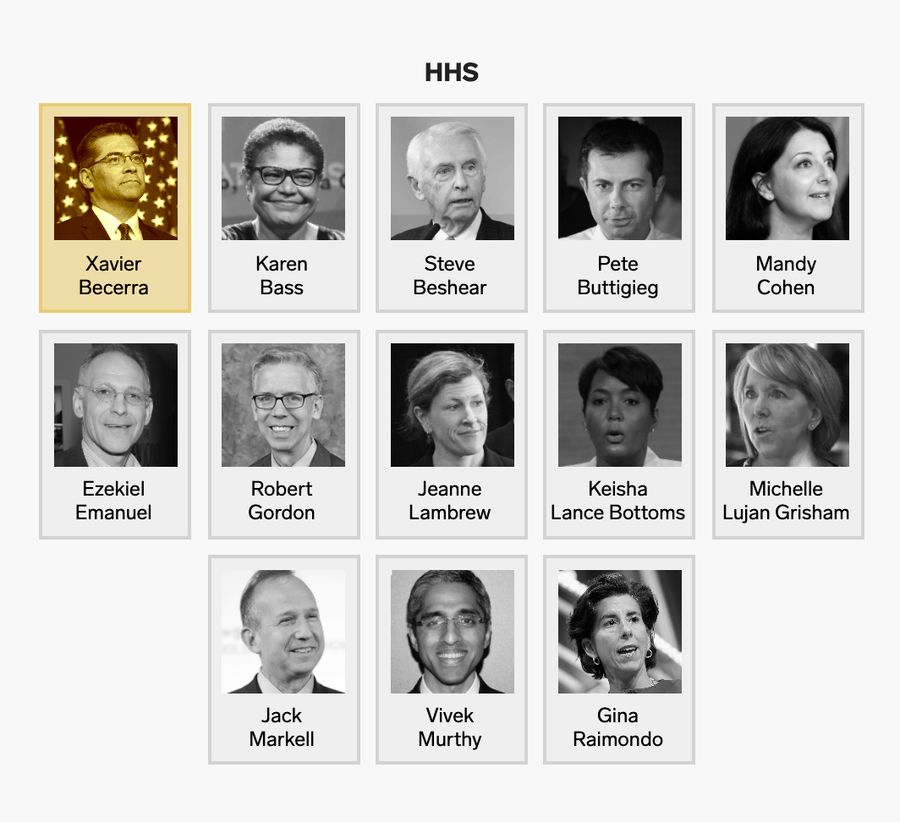 HHS
Xavier
Becerra
Karen
Bass
Steve
Beshear
Pete
Buttigieg
Mandy
Cohen
Ezekiel
Emanuel
Robert
Gordon
Jeanne
Lambrew
Keisha
Lance Bottoms
Michelle
Lujan Grisham
Jack
Markell
Vivek
Murthy
Gina
Raimondo